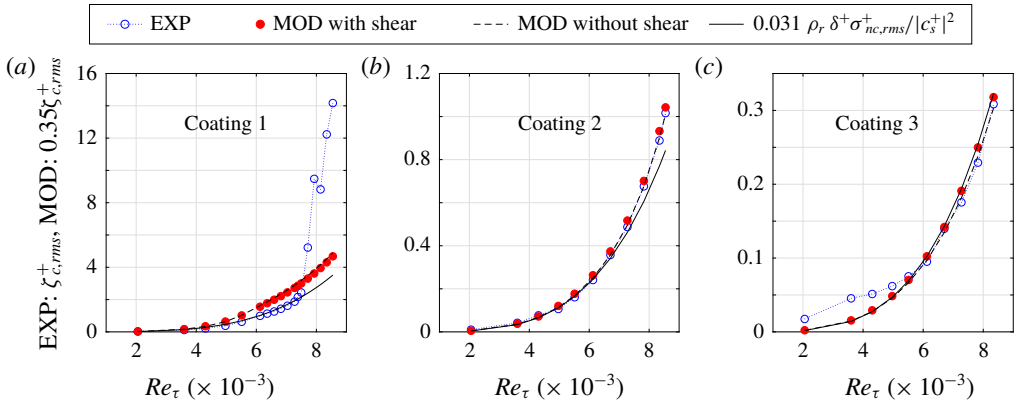 EXP MOD with shear MOD without shear 0.031 ρ_r δ⁺σ⁺_{nc,rms}/|c_s⁺|²
(a) (b) (c)
EXP: ζ⁺_{c,rms}, MOD: 0.35ζ⁺_{c,rms}
16
12
8
4
0
Coating 1
2 4 6 8
Re_τ (× 10⁻³)
1.2
0.8
0.4
0
Coating 2
2 4 6 8
Re_τ (× 10⁻³)
0.3
0.2
0.1
0
Coating 3
2 4 6 8
Re_τ (× 10⁻³)